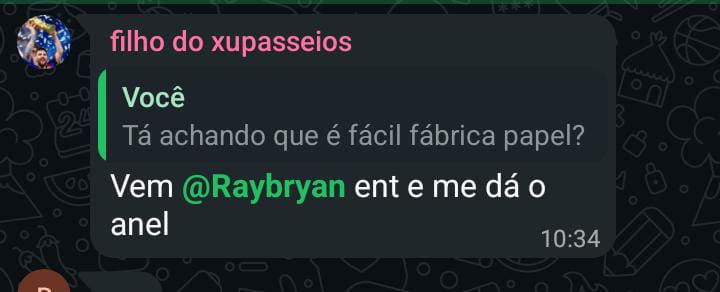 filho do xupasseios
Você
Tá achando que é fácil fábrica papel?
Vem @Raybryan ent e me dá o
anel
10:34